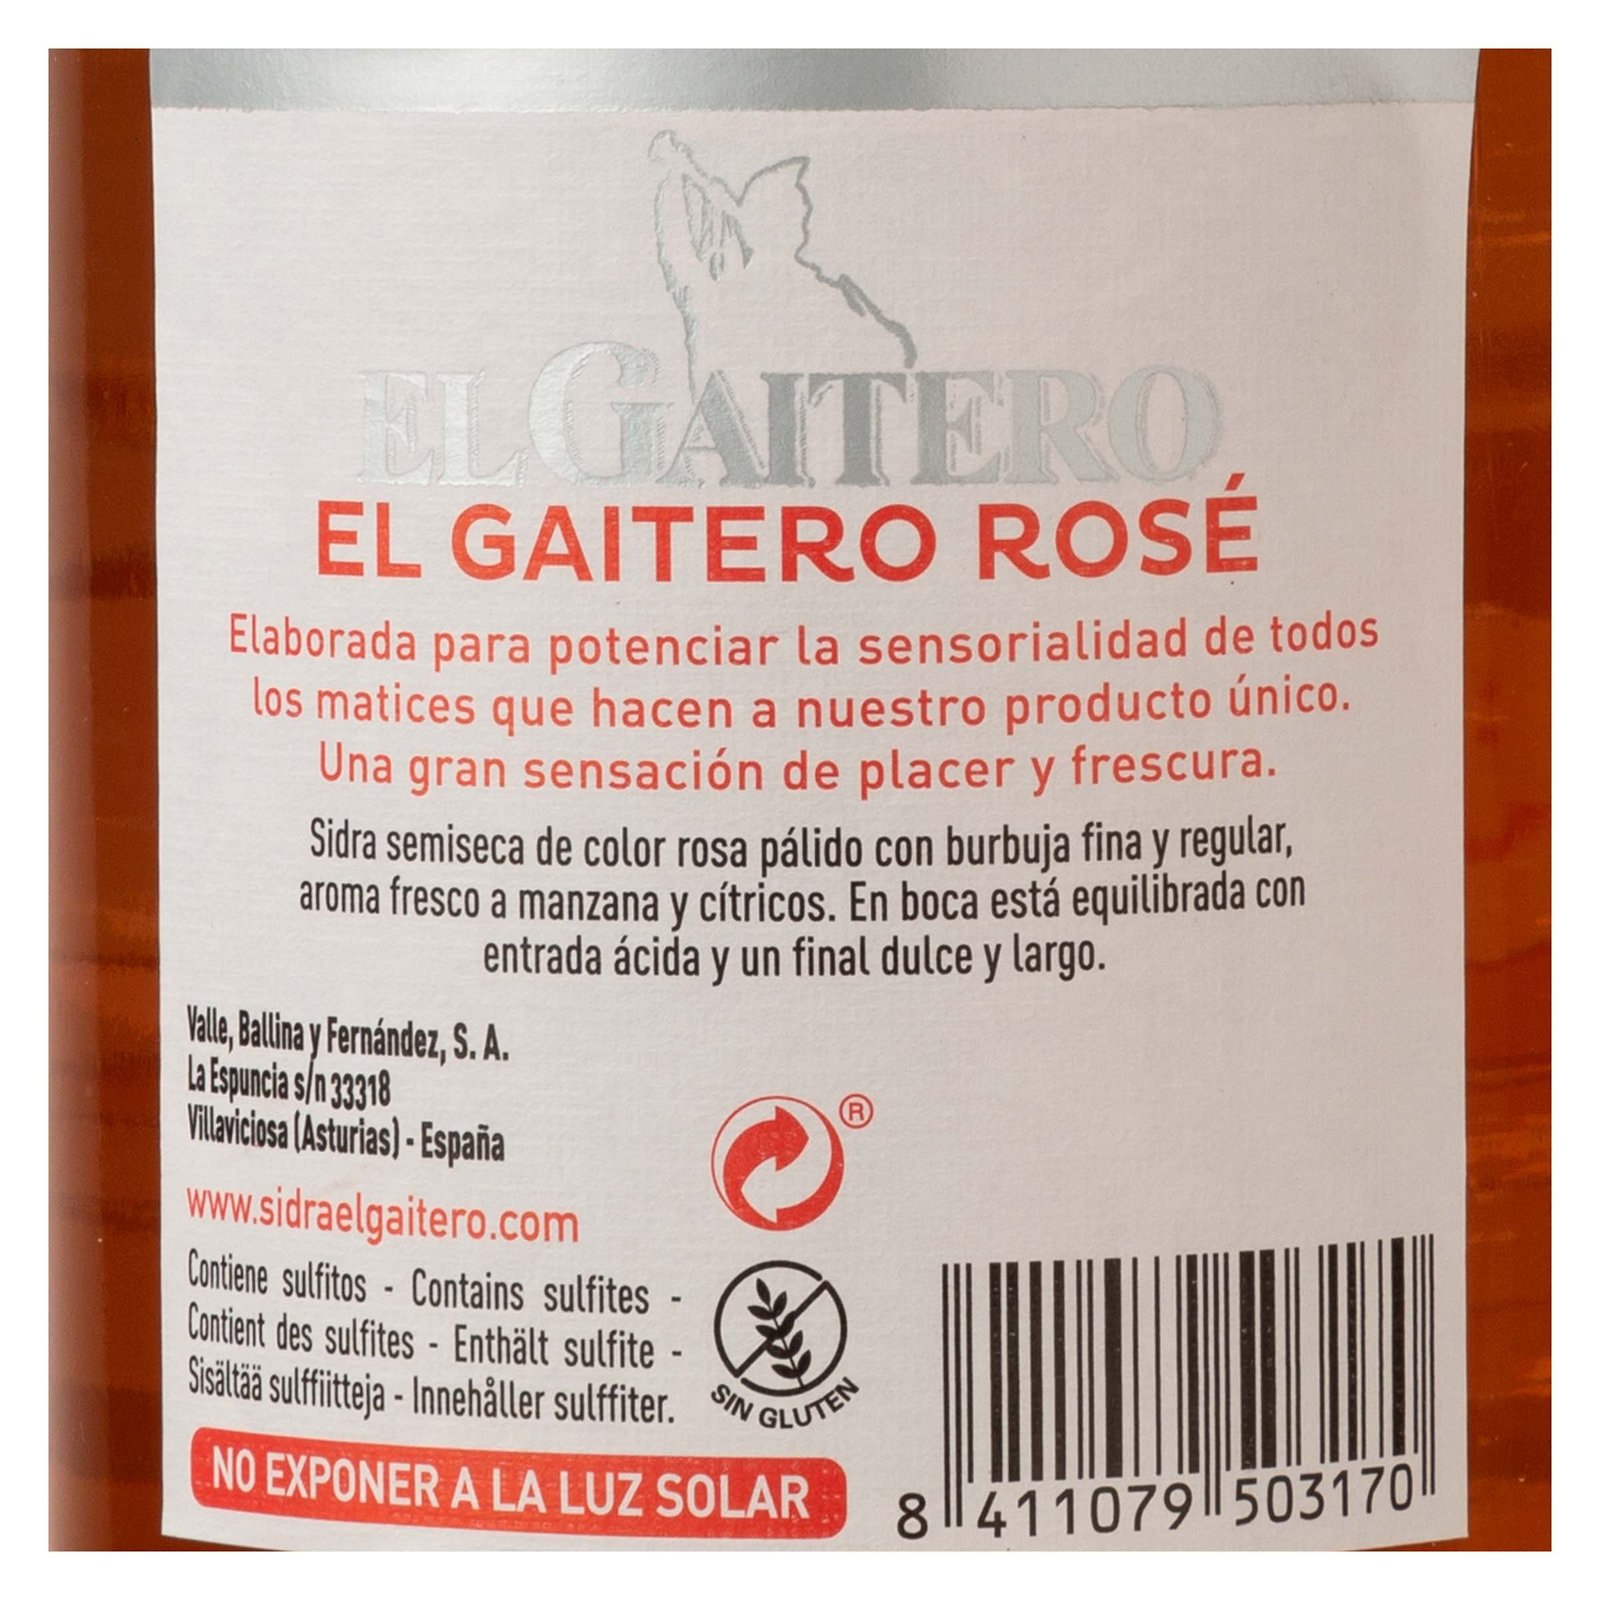 EL GAITERO
EL GAITERO ROSÉ
Elaborada para potenciar la sensorialidad de todos
los matices que hacen a nuestro producto único.
Una gran sensación de placer y frescura.
Sidra semiseca de color rosa pálido con burbuja fina y regular,
aroma fresco a manzana y cítricos. En boca está equilibrada con
entrada ácida y un final dulce y largo.
Valle, Ballina y Fernández, S. A.
La Espuncia s/n 33318
Villaviciosa (Asturias) - España
www.sidraelgaitero.com
®
Contiene sulfitos - Contains sulfites -
Contient des sulfites - Enthält sulfite -
Sisältää sulffiitteja - Innehåller sulffiter.
SIN GLUTEN
NO EXPONER A LA LUZ SOLAR
8 411079 503170